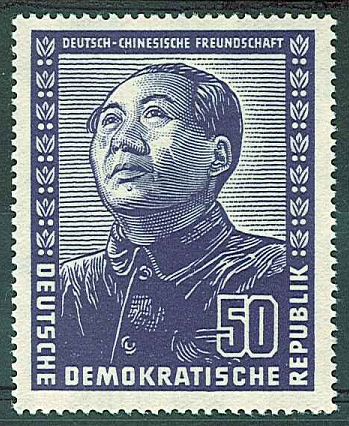 DEUTSCH-CHINESISCHE FREUNDSCHAFT
50
DEUTSCHE
DEMOKRATISCHE
REPUBLIK